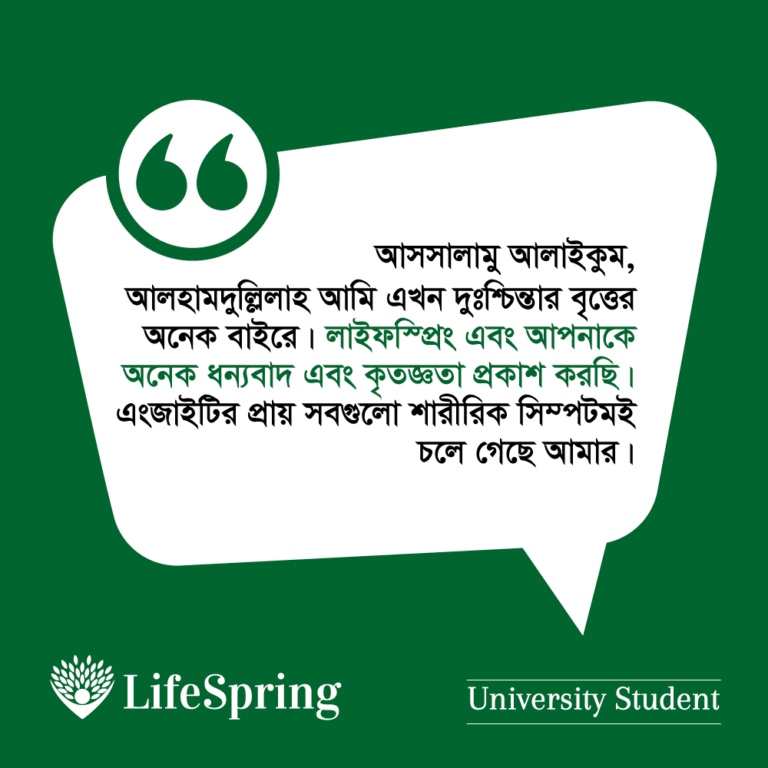 আসসালামু আলাইকুম,
আলহামদুল্লিলাহ আমি এখন দুঃশ্চিন্তার বৃত্তের
অনেক বাইরে। লাইফস্প্রিং এবং আপনাকে
অনেক ধন্যবাদ এবং কৃতজ্ঞতা প্রকাশ করছি।
এংজাইটির প্রায় সবগুলো শারীরিক সিম্পটমই
চলে গেছে আমার।
LifeSpring
University Student